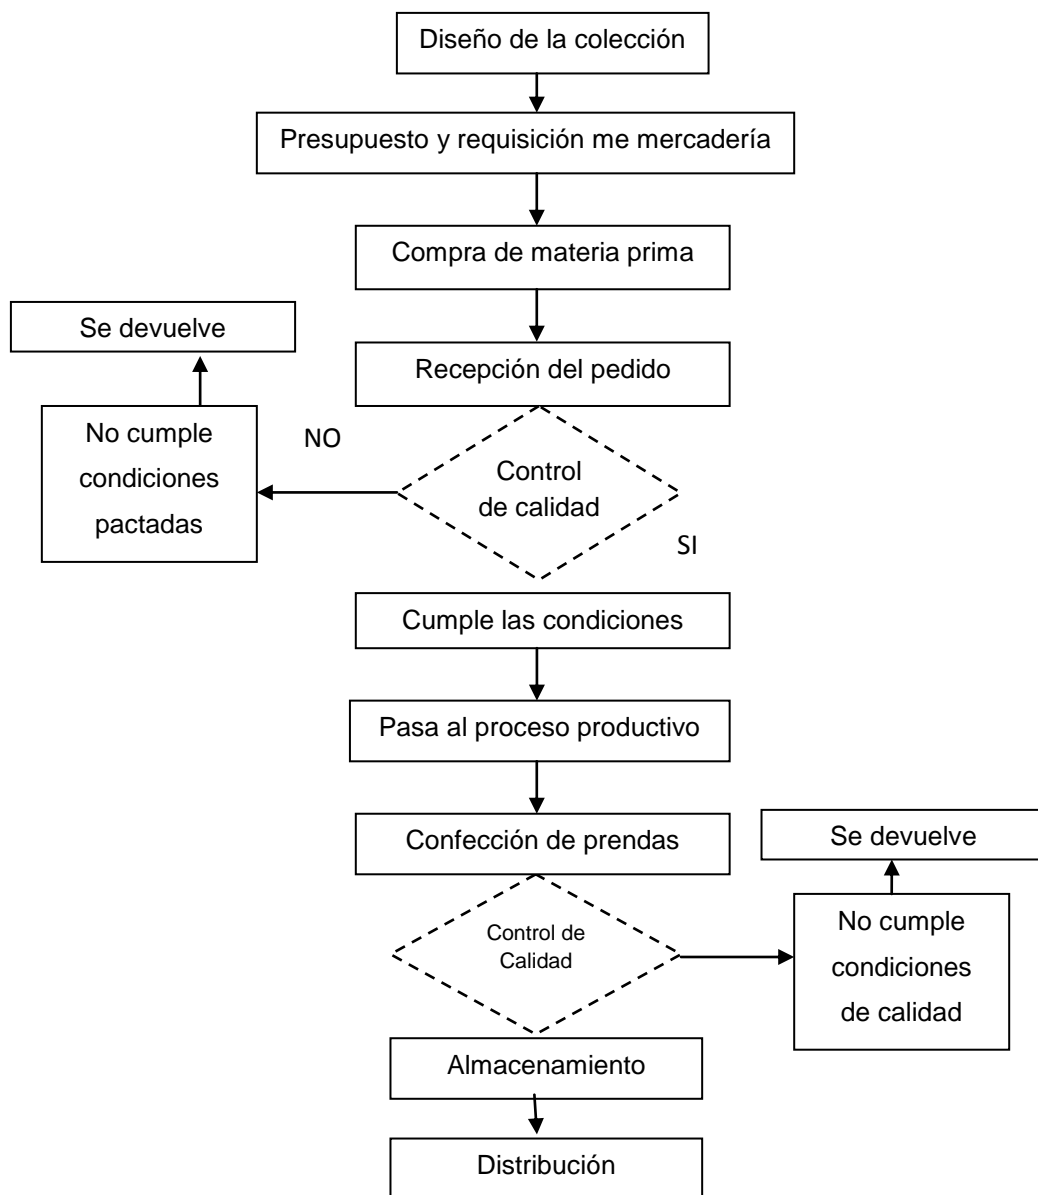 Diseño de la colección
Presupuesto y requisición me mercadería
Compra de materia prima
Se devuelve
Recepción del pedido
No cumple
condiciones
pactadas
NO
Control
de calidad
SI
Cumple las condiciones
Pasa al proceso productivo
Confección de prendas
Se devuelve
Control de
Calidad
No cumple
condiciones
de calidad
Almacenamiento
Distribución